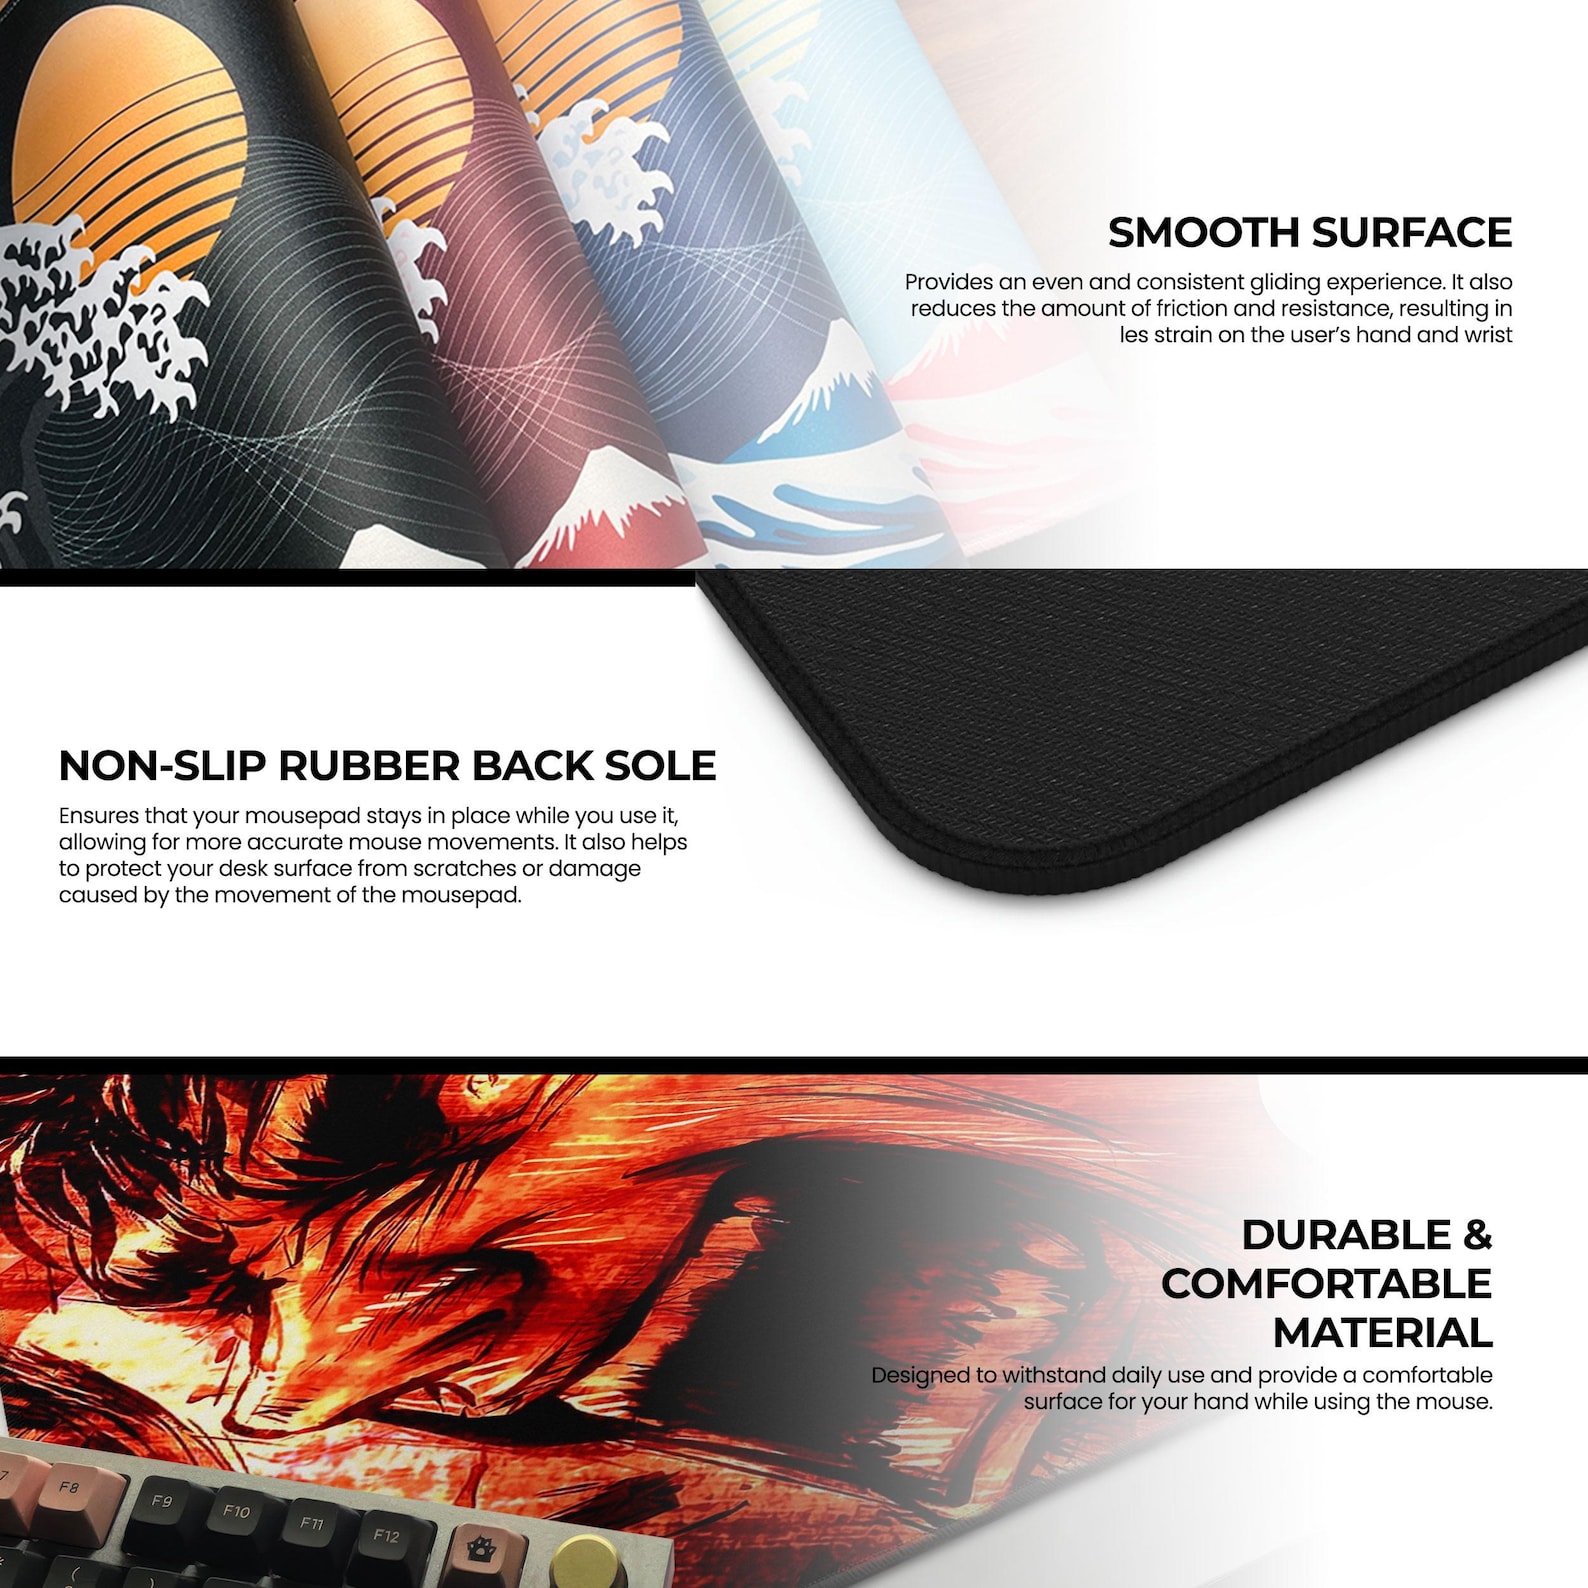 SMOOTH SURFACE
Provides an even and consistent gliding experience. It also
reduces the amount of friction and resistance, resulting in
les strain on the user's hand and wrist
NON-SLIP RUBBER BACK SOLE
Ensures that your mousepad stays in place while you use it,
allowing for more accurate mouse movements. It also helps
to protect your desk surface from scratches or damage
caused by the movement of the mousepad.
DURABLE &
COMFORTABLE
MATERIAL
Designed to withstand daily use and provide a comfortable
surface for your hand while using the mouse.
7 F8 F9 F10 F11 F12